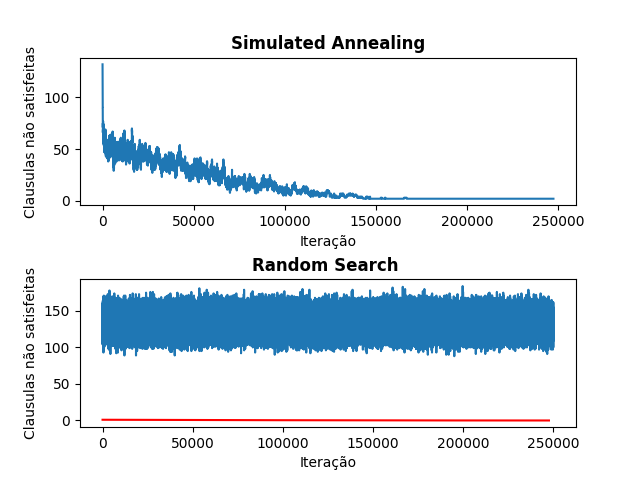 Simulated Annealing
Clausulas não satisfeitas
100
50
0
0 50000 100000 150000 200000 250000
Iteração
Random Search
Clausulas não satisfeitas
150
100
50
0
0 50000 100000 150000 200000 250000
Iteração